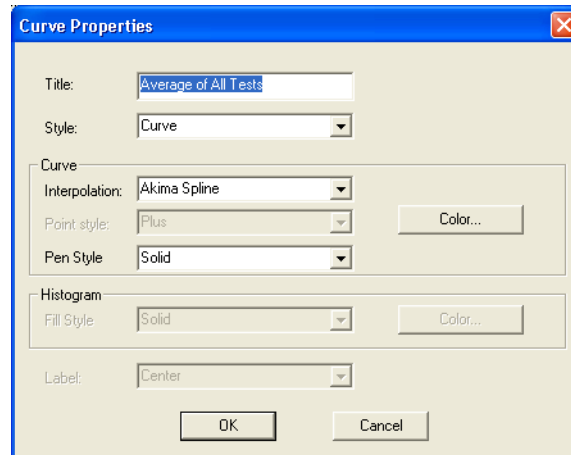 Curve Properties
Title: Average of All Tests
Style: Curve
Curve
Interpolation: Akima Spline
Point style: Plus
Color...
Pen Style Solid
Histogram
Fill Style Solid Color...
Label: Center
OK Cancel